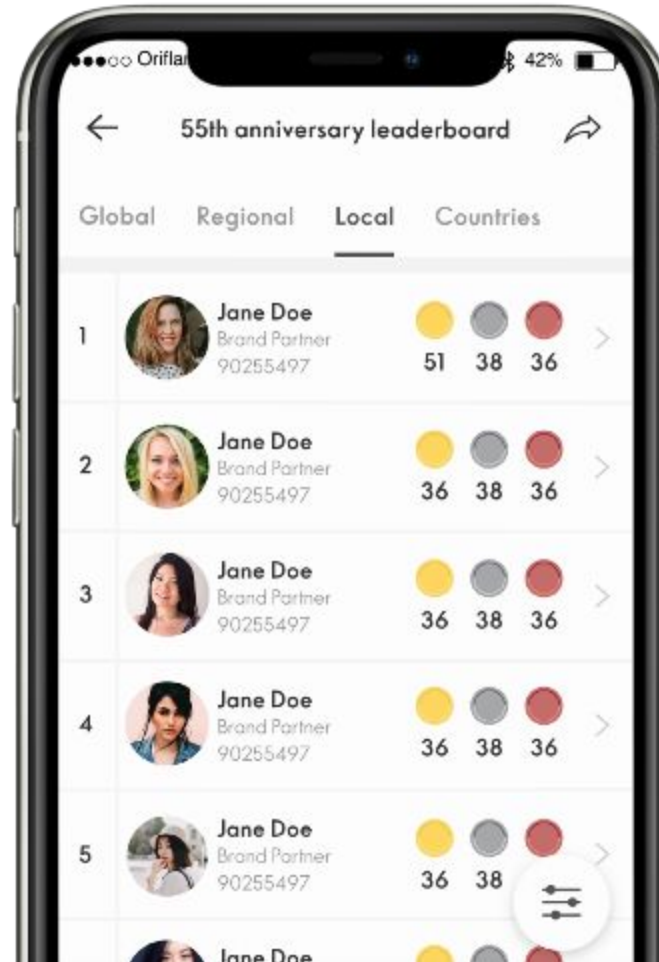 Oriflar
42%
55th anniversary leaderboard
Global Regional Local Countries
1
Jane Doe
Brand Partner
90255497
51 38 36
2
Jane Doe
Brand Partner
90255497
36 38 36
3
Jane Doe
Brand Partner
90255497
36 38 36
4
Jane Doe
Brand Partner
90255497
36 38 36
5
Jane Doe
Brand Partner
90255497
36 38
Jane Doe